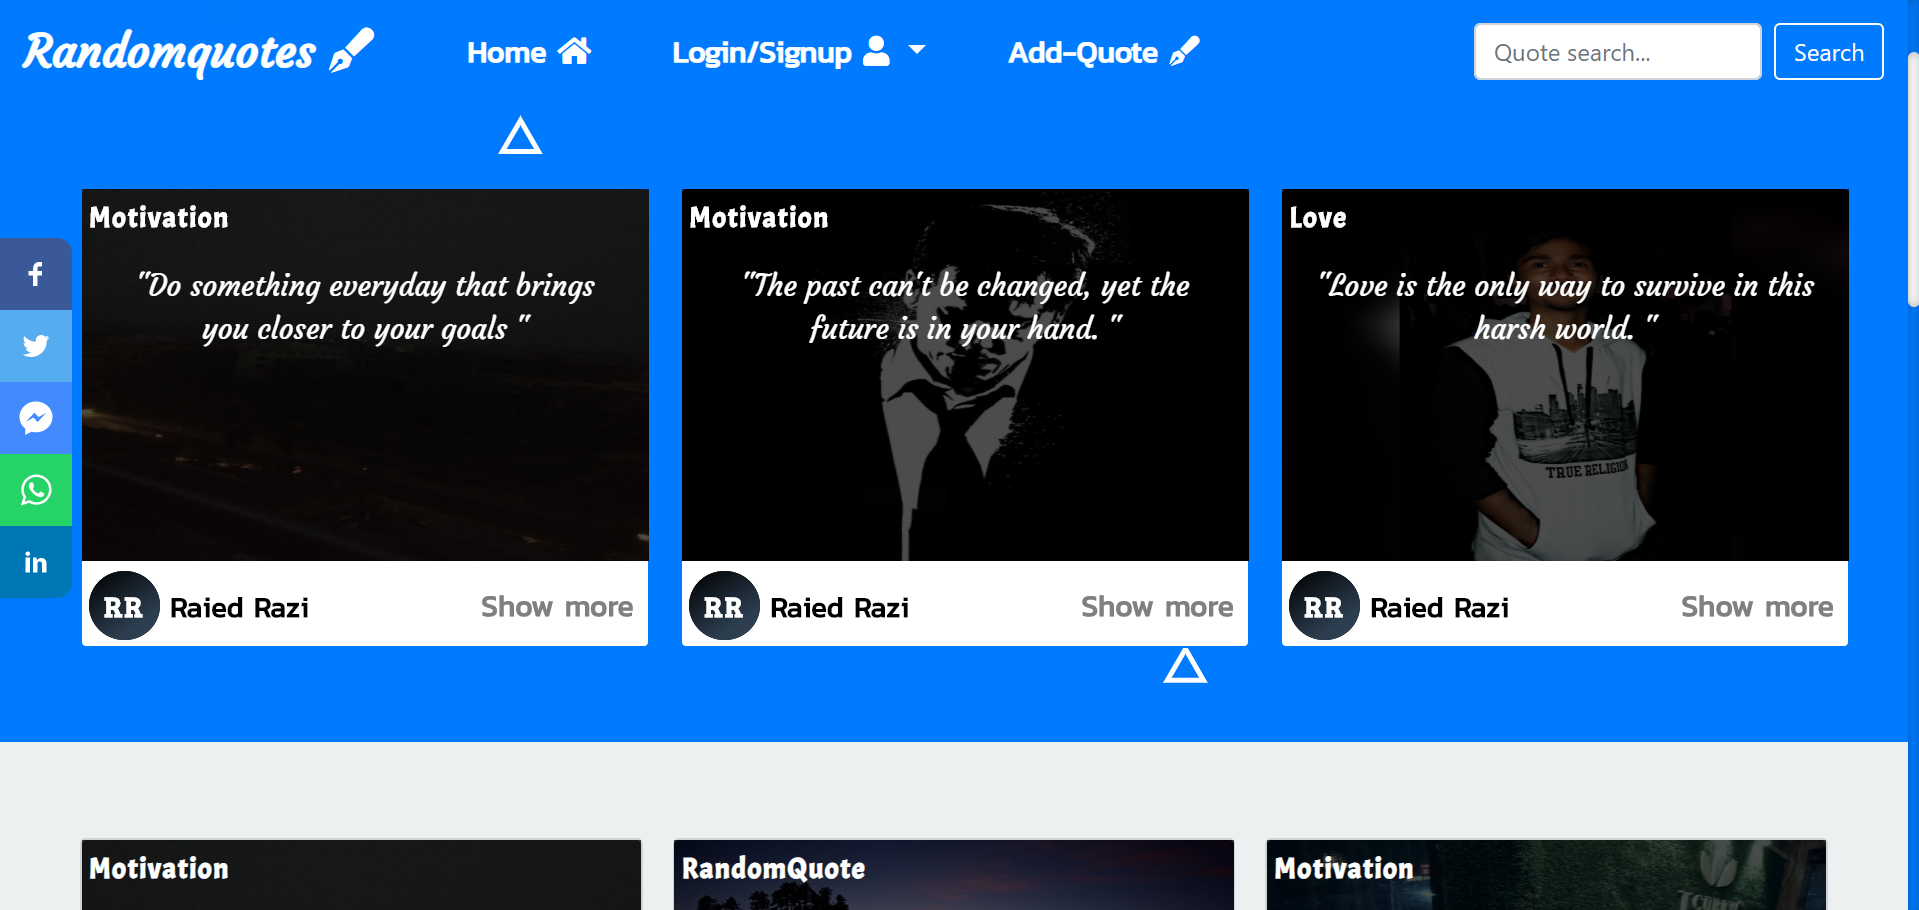 Randomquotes
Home
Login/Signup
Add-Quote
Quote search...
Search
Motivation
"Do something everyday that brings
you closer to your goals "
RR
Raied Razi
Show more
Motivation
"The past can't be changed, yet the
future is in your hand. "
RR
Raied Razi
Show more
Love
"Love is the only way to survive in this
harsh world. "
TRUE RELIGION
RR
Raied Razi
Show more
f
in
Motivation
RandomQuote
Motivation